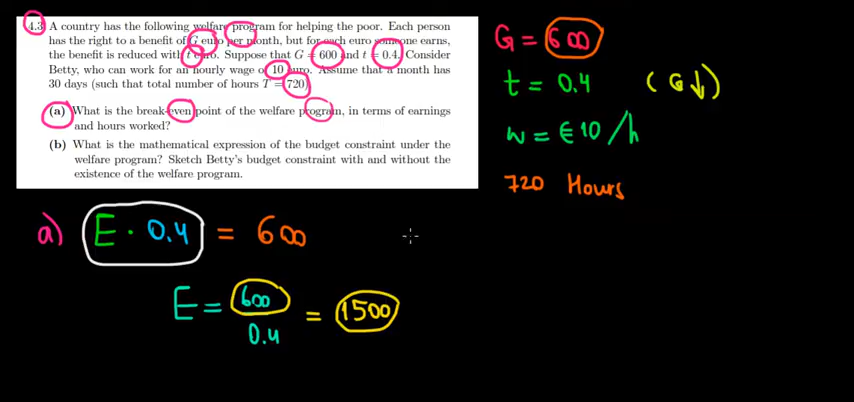 4.3 A country has the following welfare program for helping the poor. Each person
has the right to a benefit of G euro per month, but for each euro someone earns,
the benefit is reduced with t euro. Suppose that G = 600 and t = 0.4. Consider
Betty, who can work for an hourly wage of 10 euro. Assume that a month has
30 days (such that total number of hours T = 720)
(a) What is the break-even point of the welfare program, in terms of earnings
and hours worked?
(b) What is the mathematical expression of the budget constraint under the
welfare program? Sketch Betty's budget constraint with and without the
existence of the welfare program.
G = 600
t = 0.4 (G↓)
w = €10/h
720 Hours
a) E · 0.4 = 600
E = 600/0.4 = 1500